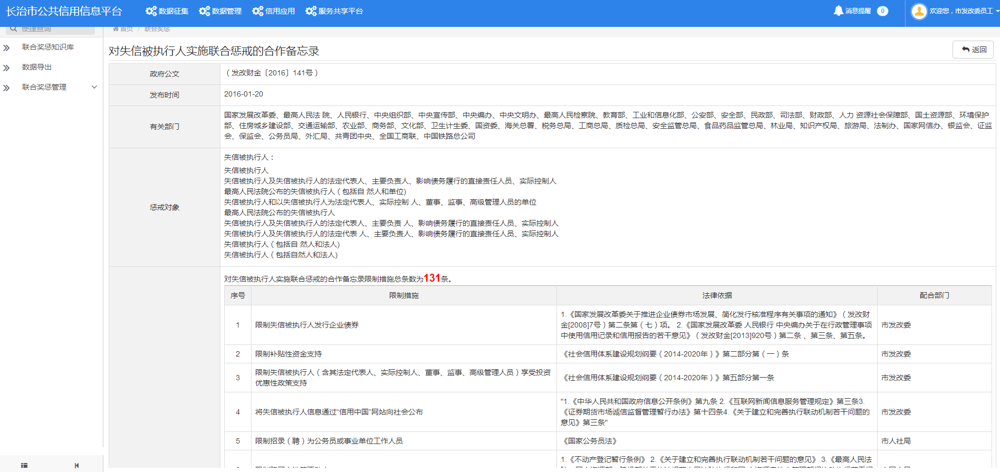 长治市公共信用信息平台
数据征集
数据管理
信用应用
服务共享平台
消息提醒
0
欢迎您，市发改委员工
便捷查询
首页 / 联合奖惩
联合奖惩知识库
数据导出
联合奖惩管理
对失信被执行人实施联合惩戒的合作备忘录
返回
政府公文
（发改财金〔2016〕141号）
发布时间
2016-01-20
有关部门
国家发展改革委、最高人民法 院、人民银行、中央组织部、中央宣传部、中央编办、中央文明办、最高人民检察院、教育部、工业和信息化部、公安部、安全部、民政部、司法部、财政部、人力 资源社会保障部、国土资源部、环境保护
部、住房城乡建设部、交通运输部、农业部、商务部、文化部、卫生计生委、国资委、海关总署、税务总局、工商总局、质检总局、安全监管总局、食品药品监管总局、林业局、知识产权局、旅游局、法制办、国家网信办、银监会、证监
会、保监会、公务员局、外汇局、共青团中央、全国工商联、中国铁路总公司
惩戒对象
失信被执行人：
失信被执行人
失信被执行人及失信被执行人的法定代表人、主要负责人、影响债务履行的直接责任人员、实际控制人
最高人民法院公布的失信被执行人（包括自 然人和单位)
失信被执行人和以失信被执行人为法定代表人、实际控制 人、董事、监事、高级管理人员的单位
最高人民法院公布的失信被执行人
失信被执行人及失信被执行人的法定代表人、主要负责 人、影响债务履行的直接责任人员、实际控制人
失信被执行人及失信被执行人的法定代表 人、主要负责人、影响债务履行的直接责任人员、实际控制人
失信被执行人（包括自 然人和法人)
失信被执行人（包括自然人和法人)
对失信被执行人实施联合惩戒的合作备忘录限制措施总条数为131条。
序号
限制措施
法律依据
配合部门
1
限制失信被执行人发行企业债券
1.《国家发展改革委关于推进企业债券市场发展、简化发行核准程序有关事项的通知》（发改财
金[2008]7号）第二条第（七）项。 2.《国家发展改革委 人民银行 中央编办关于在行政管理事项
中使用信用记录和信用报告的若干意见》（发改财金[2013]920号）第二条 、第三条、第五条。
市发改委
2
限制补贴性资金支持
《社会信用体系建设规划纲要（2014-2020年）》第二部分第（一）条
市发改委
3
限制失信被执行人（含其法定代表人、实际控制人、董事、监事、高级管理人员）享受投资
优惠性政策支持
《社会信用体系建设规划纲要（2014-2020年）》第五部分第一条
市发改委
4
将失信被执行人信息通过“信用中国”网站向社会公布
"1.《中华人民共和国政府信息公开条例》第九条 2.《互联网新闻信息服务管理规定》第三条3.
《证券期货市场诚信监督管理暂行办法》第十四条4.《关于建立和完善执行联动机制若干问题的
意见》第三条"
市发改委
5
限制招录（聘）为公务员或事业单位工作人员
《国家公务员法》
市人社局
1.《不动产登记暂行条例》 2.《关于建立和完善执行联动机制若干问题的意见》 3.《最高人民法